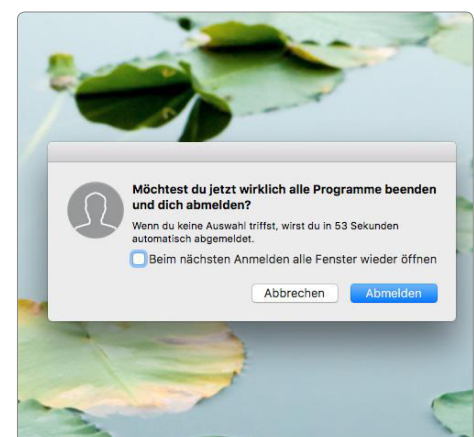 Möchtest du jetzt wirklich alle Programme beenden
und dich abmelden?
Wenn du keine Auswahl triffst, wirst du in 53 Sekunden
automatisch abgemeldet.
Beim nächsten Anmelden alle Fenster wieder öffnen
Abbrechen
Abmelden